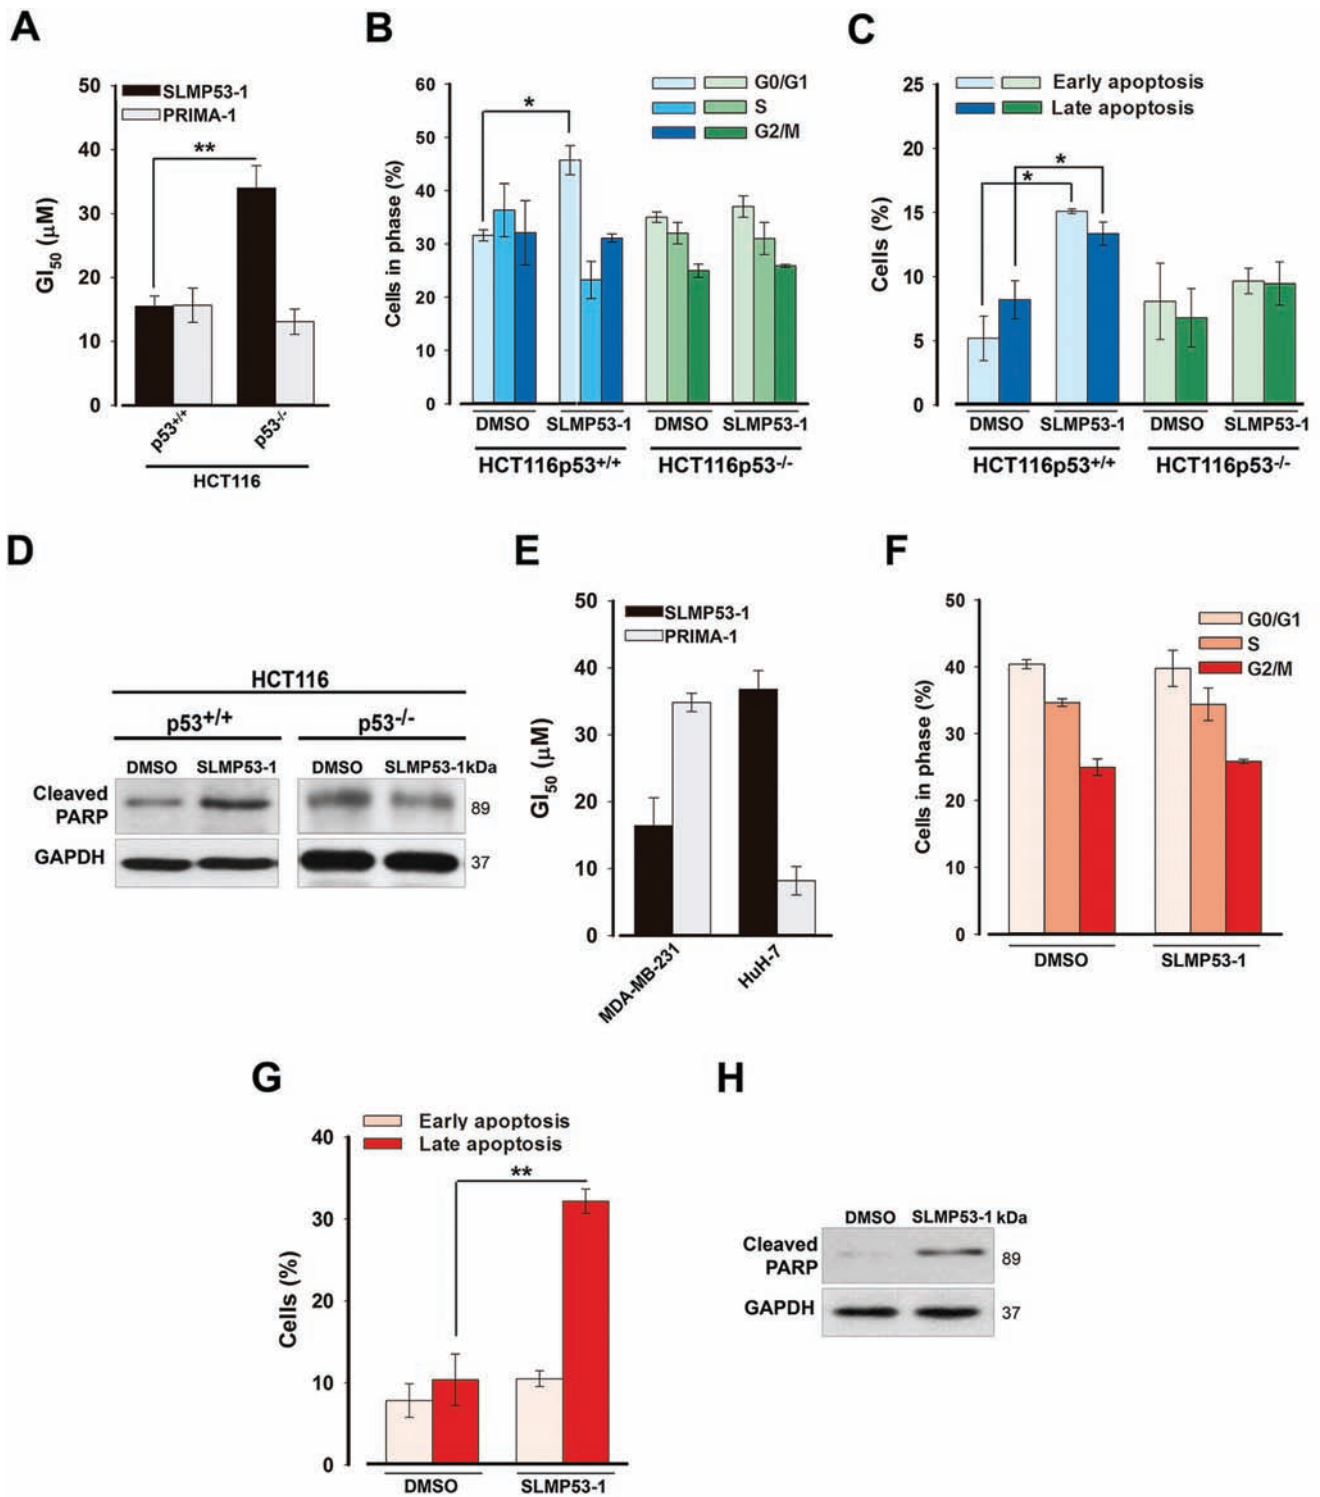 A
50
40
30
20
10
0
GI50 (µM)
SLMP53-1
PRIMA-1
**
p53+/+
p53-/-
HCT116
B
60
50
40
30
20
10
0
Cells in phase (%)
G0/G1
S
G2/M
*
DMSO SLMP53-1 DMSO SLMP53-1
HCT116p53+/+ HCT116p53-/-
C
25
20
15
10
5
0
Cells (%)
Early apoptosis
Late apoptosis
*
*
DMSO SLMP53-1 DMSO SLMP53-1
HCT116p53+/+ HCT116p53-/-
D
HCT116
p53+/+ p53-/-
DMSO SLMP53-1 DMSO SLMP53-1 kDa
Cleaved
PARP
89
GAPDH
37
E
50
40
30
20
10
0
GI50 (µM)
SLMP53-1
PRIMA-1
MDA-MB-231
HuH-7
F
50
40
30
20
10
0
Cells in phase (%)
G0/G1
S
G2/M
DMSO SLMP53-1
G
40
30
20
10
0
Cells (%)
Early apoptosis
Late apoptosis
**
DMSO SLMP53-1
H
DMSO SLMP53-1 kDa
Cleaved
PARP
89
GAPDH
37